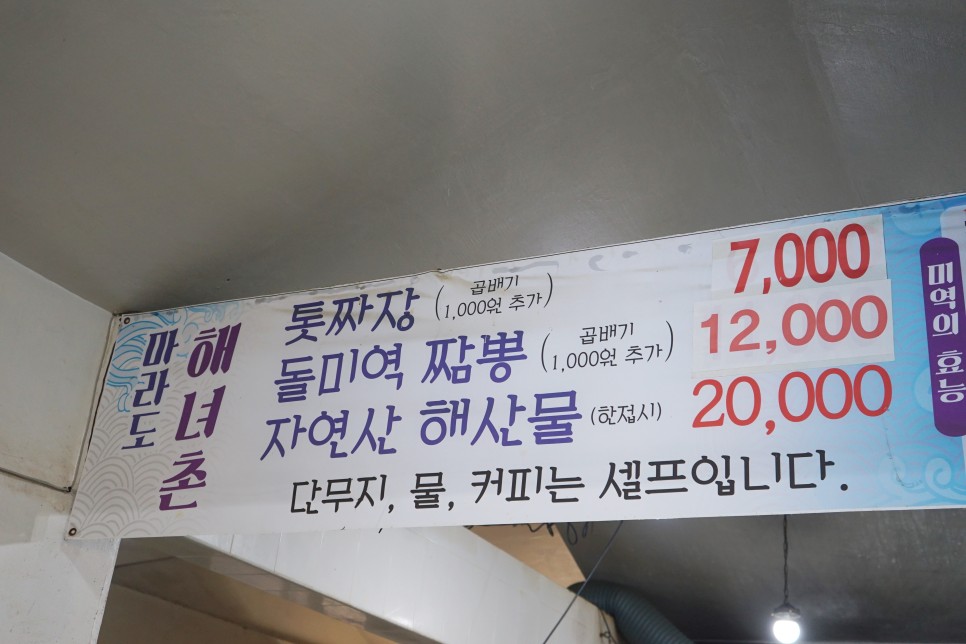 마라도
해녀촌
톳짜장 (곱배기 1,000원 추가) 7,000
돌미역 짬뽕 (곱배기 1,000원 추가) 12,000
자연산 해산물 (한접시) 20,000
단무지, 물, 커피는 셀프입니다.
미역의 효능